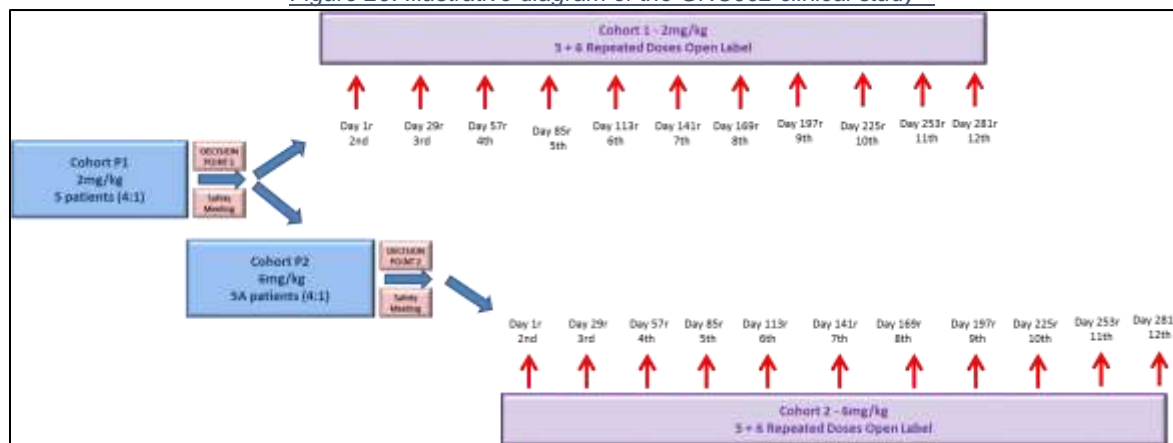 Cohort 1 - 2mg/kg
5 + 6 Repeated Doses Open Label
Day 1r
2nd
Day 29r
3rd
Day 57r
4th
Day 85r
5th
Day 113r
6th
Day 141r
7th
Day 169r
8th
Day 197r
9th
Day 225r
10th
Day 253r
11th
Day 281r
12th
Cohort P1
2mg/kg
5 patients (4:1)
DECISION
POINT 1
Safety
Meeting
Cohort P2
6mg/kg
5A patients (4:1)
DECISION
POINT 2
Safety
Meeting
Day 1r
2nd
Day 29r
3rd
Day 57r
4th
Day 85r
5th
Day 113r
6th
Day 141r
7th
Day 169r
8th
Day 197r
9th
Day 225r
10th
Day 253r
11th
Day 281
12th
Cohort 2 - 6mg/kg
5 + 6 Repeated Doses Open Label